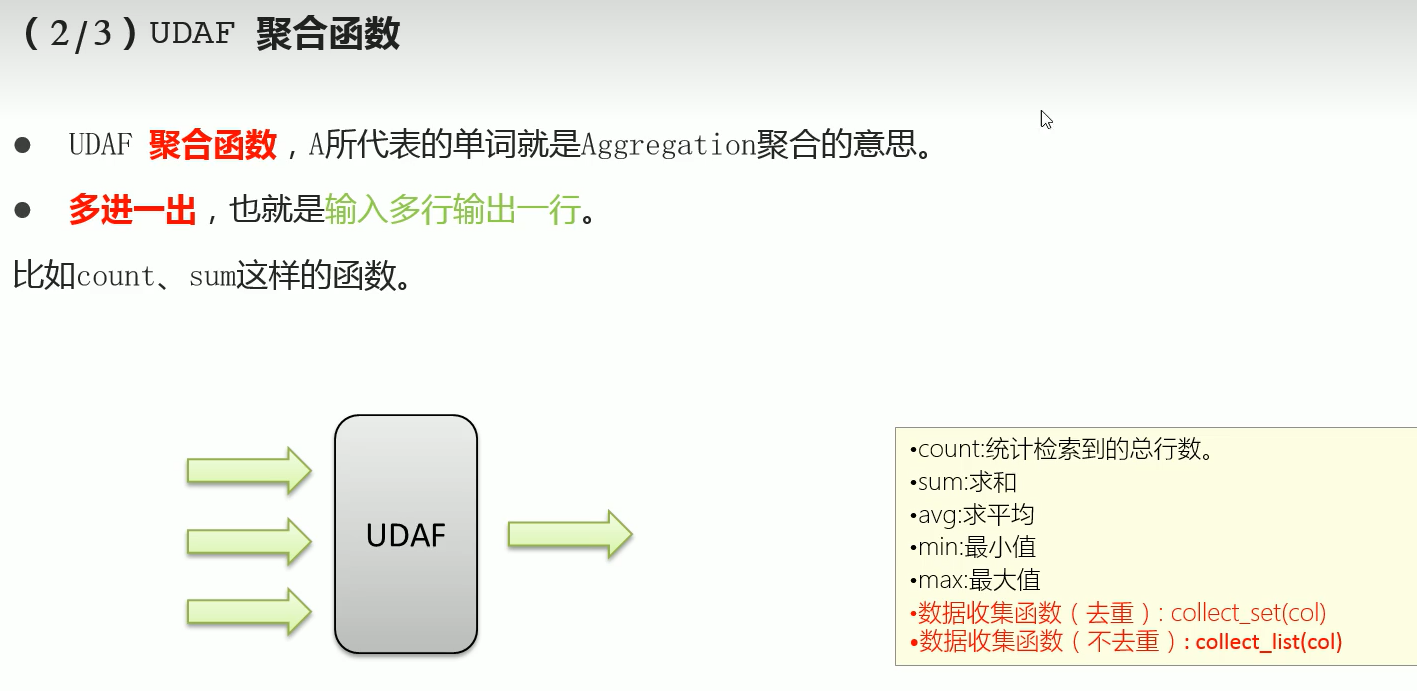 （2/3）UDAF 聚合函数
● UDAF 聚合函数，A所代表的单词就是Aggregation聚合的意思。
● 多进一出，也就是输入多行输出一行。
比如count、sum这样的函数。
UDAF
•count:统计检索到的总行数。
•sum:求和
•avg:求平均
•min:最小值
•max:最大值
•数据收集函数（去重）: collect_set(col)
•数据收集函数（不去重）: collect_list(col)